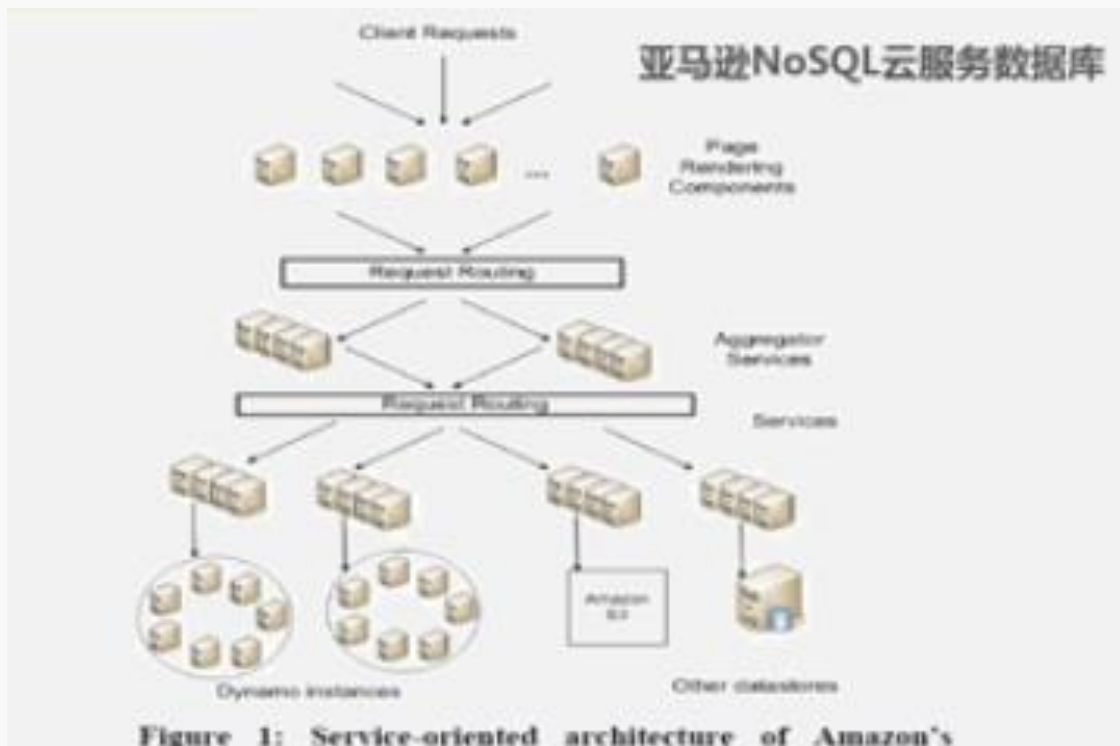 Client Requests
亚马逊NoSQL云服务数据库
Page
Rendering
Components
...
Request Routing
Aggregator
Services
Request Routing
Services
Amazon
S3
Dynamo instances
Other datastores
Figure 1: Service-oriented architecture of Amazon's